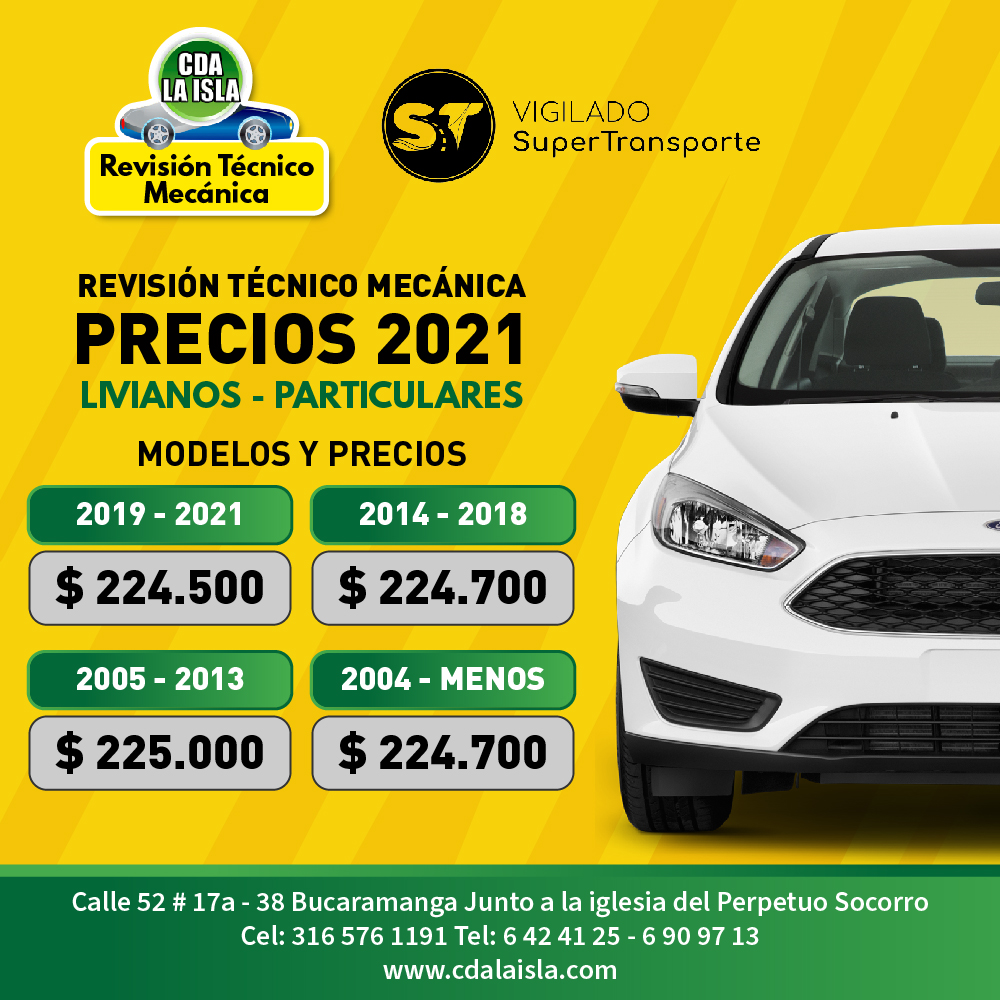 CDA
LA ISLA
Revisión Técnico
Mecánica
ST
VIGILADO
SuperTransporte
REVISIÓN TÉCNICO MECÁNICA
PRECIOS 2021
LIVIANOS - PARTICULARES
MODELOS Y PRECIOS
2019 - 2021
$ 224.500
2014 - 2018
$ 224.700
2005 - 2013
$ 225.000
2004 - MENOS
$ 224.700
Calle 52 # 17a - 38 Bucaramanga Junto a la iglesia del Perpetuo Socorro
Cel: 316 576 1191 Tel: 6 42 41 25 - 6 90 97 13
www.cdalaisla.com